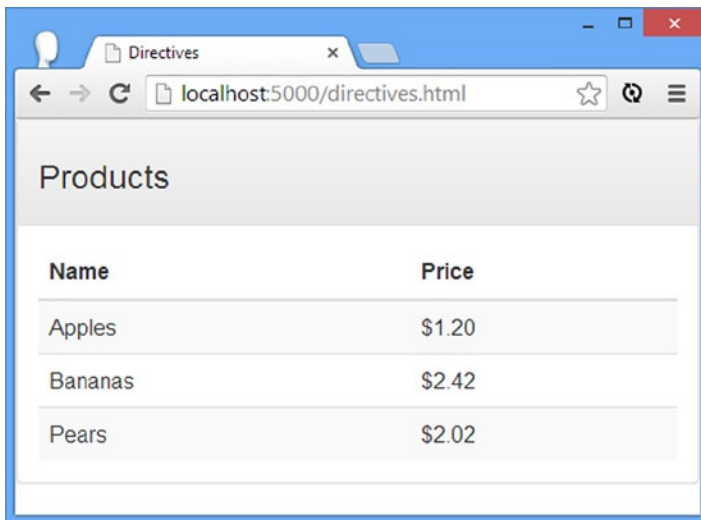 Directives
localhost:5000/directives.html
Products
Name Price
Apples $1.20
Bananas $2.42
Pears $2.02